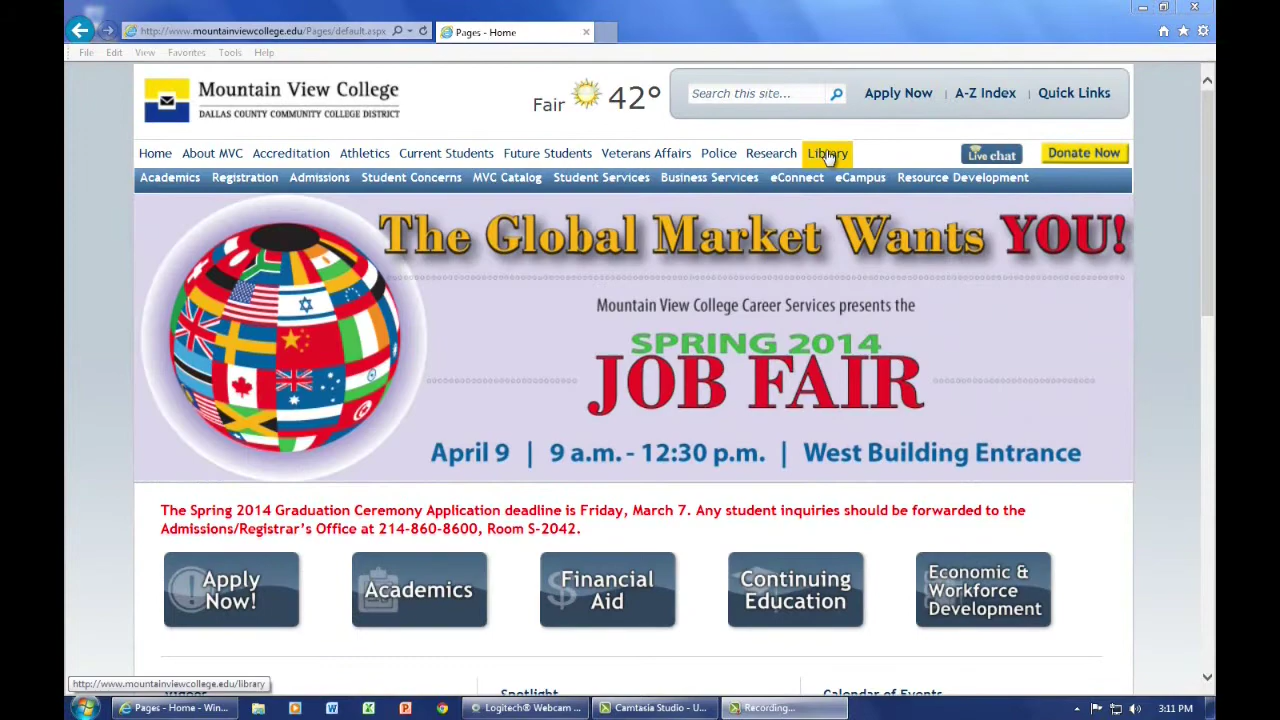 http://www.mountainviewcollege.edu/Pages/default.aspx
Pages - Home
File Edit View Favorites Tools Help
Mountain View College
DALLAS COUNTY COMMUNITY COLLEGE DISTRICT
Fair 42°
Search this site...
Apply Now | A-Z Index | Quick Links
Home About MVC Accreditation Athletics Current Students Future Students Veterans Affairs Police Research Library
Live chat
Donate Now
Academics Registration Admissions Student Concerns MVC Catalog Student Services Business Services eConnect eCampus Resource Development
The Global Market Wants YOU!
Mountain View College Career Services presents the
SPRING 2014
JOB FAIR
April 9 | 9 a.m. - 12:30 p.m. | West Building Entrance
The Spring 2014 Graduation Ceremony Application deadline is Friday, March 7. Any student inquiries should be forwarded to the
Admissions/Registrar's Office at 214-860-8600, Room S-2042.
Apply
Now!
Academics
Financial
Aid
Continuing
Education
Economic &
Workforce
Development
http://www.mountainviewcollege.edu/library
Videos
Spotlight
Calendar of Events
Pages - Home - Win...
Logitech® Webcam ...
Camtasia Studio - U...
Recording...
3:11 PM